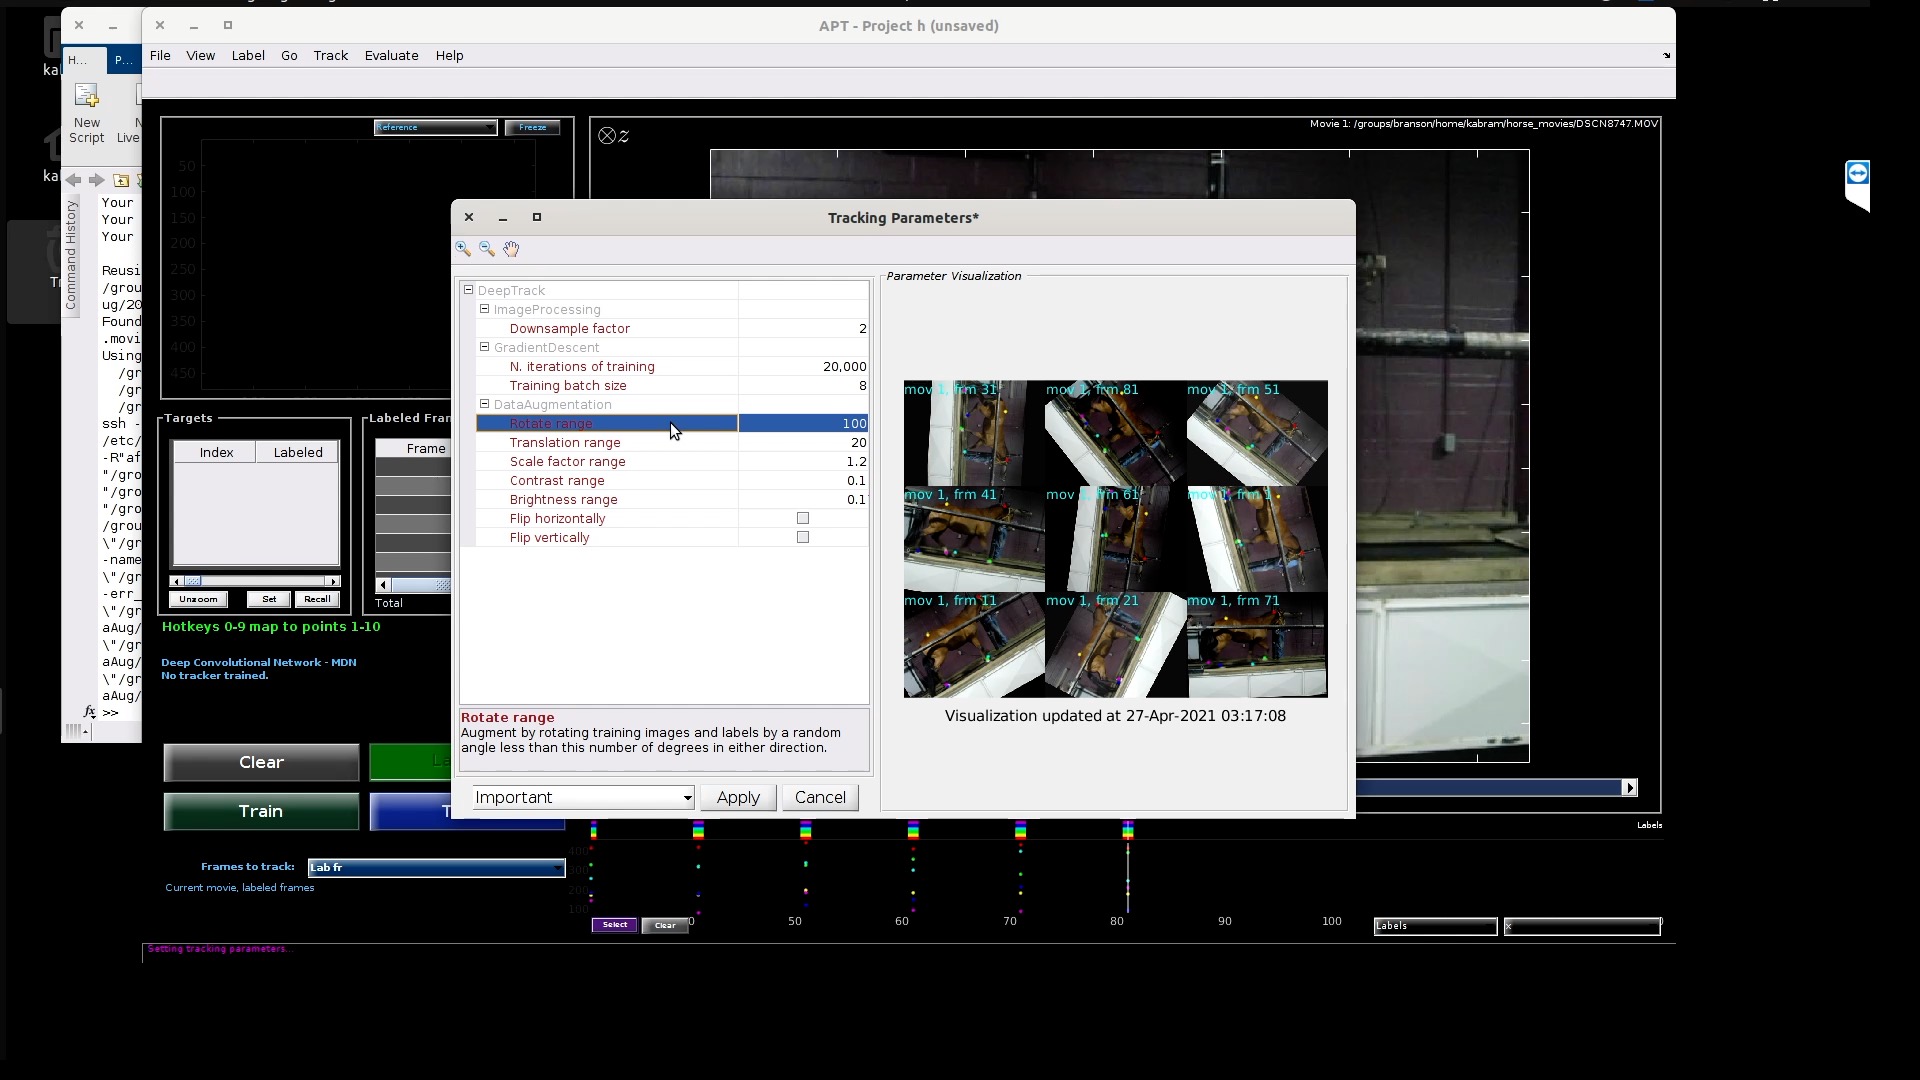 APT - Project h (unsaved)
File View Label Go Track Evaluate Help
H... P...
New Script
Live
Command History
Your
Your
Your
Reusi
/grou
ug/20
Found
.movi
Using
/gr
/gr
/gr
ssh -
/etc/
-R"af
"/gro
"/gro
"/gro
/grou
\"/gr
-name
\"/gr
-err_
\"/gr
aAug/
\"/gr
aAug/
\"/gr
aAug/
fx >>
Reference Freeze
50
100
150
200
250
300
350
400
450
Movie 1: /groups/branson/home/kabram/horse_movies/DSCN8747.MOV
z
Targets
Index Labeled
Unzoom Set Recall
Labeled Fram
Frame
Total
Hotkeys 0-9 map to points 1-10
Deep Convolutional Network - MDN
No tracker trained.
Clear
Train
Frames to track: Lab fr
Current movie, labeled frames
Setting tracking parameters...
Tracking Parameters*
DeepTrack
ImageProcessing
Downsample factor 2
GradientDescent
N. iterations of training 20,000
Training batch size 8
DataAugmentation
Rotate range 100
Translation range 20
Scale factor range 1.2
Contrast range 0.1
Brightness range 0.1
Flip horizontally
Flip vertically
Rotate range
Augment by rotating training images and labels by a random
angle less than this number of degrees in either direction.
Important Apply Cancel
Parameter Visualization
mov 1, frm 31 mov 1, frm 81 mov 1, frm 51
mov 1, frm 41 mov 1, frm 61 mov 1, frm 1
mov 1, frm 11 mov 1, frm 21 mov 1, frm 71
Visualization updated at 27-Apr-2021 03:17:08
Labels
400
300
200
100
0 50 60 70 80 90 100
Select Clear
Labels x